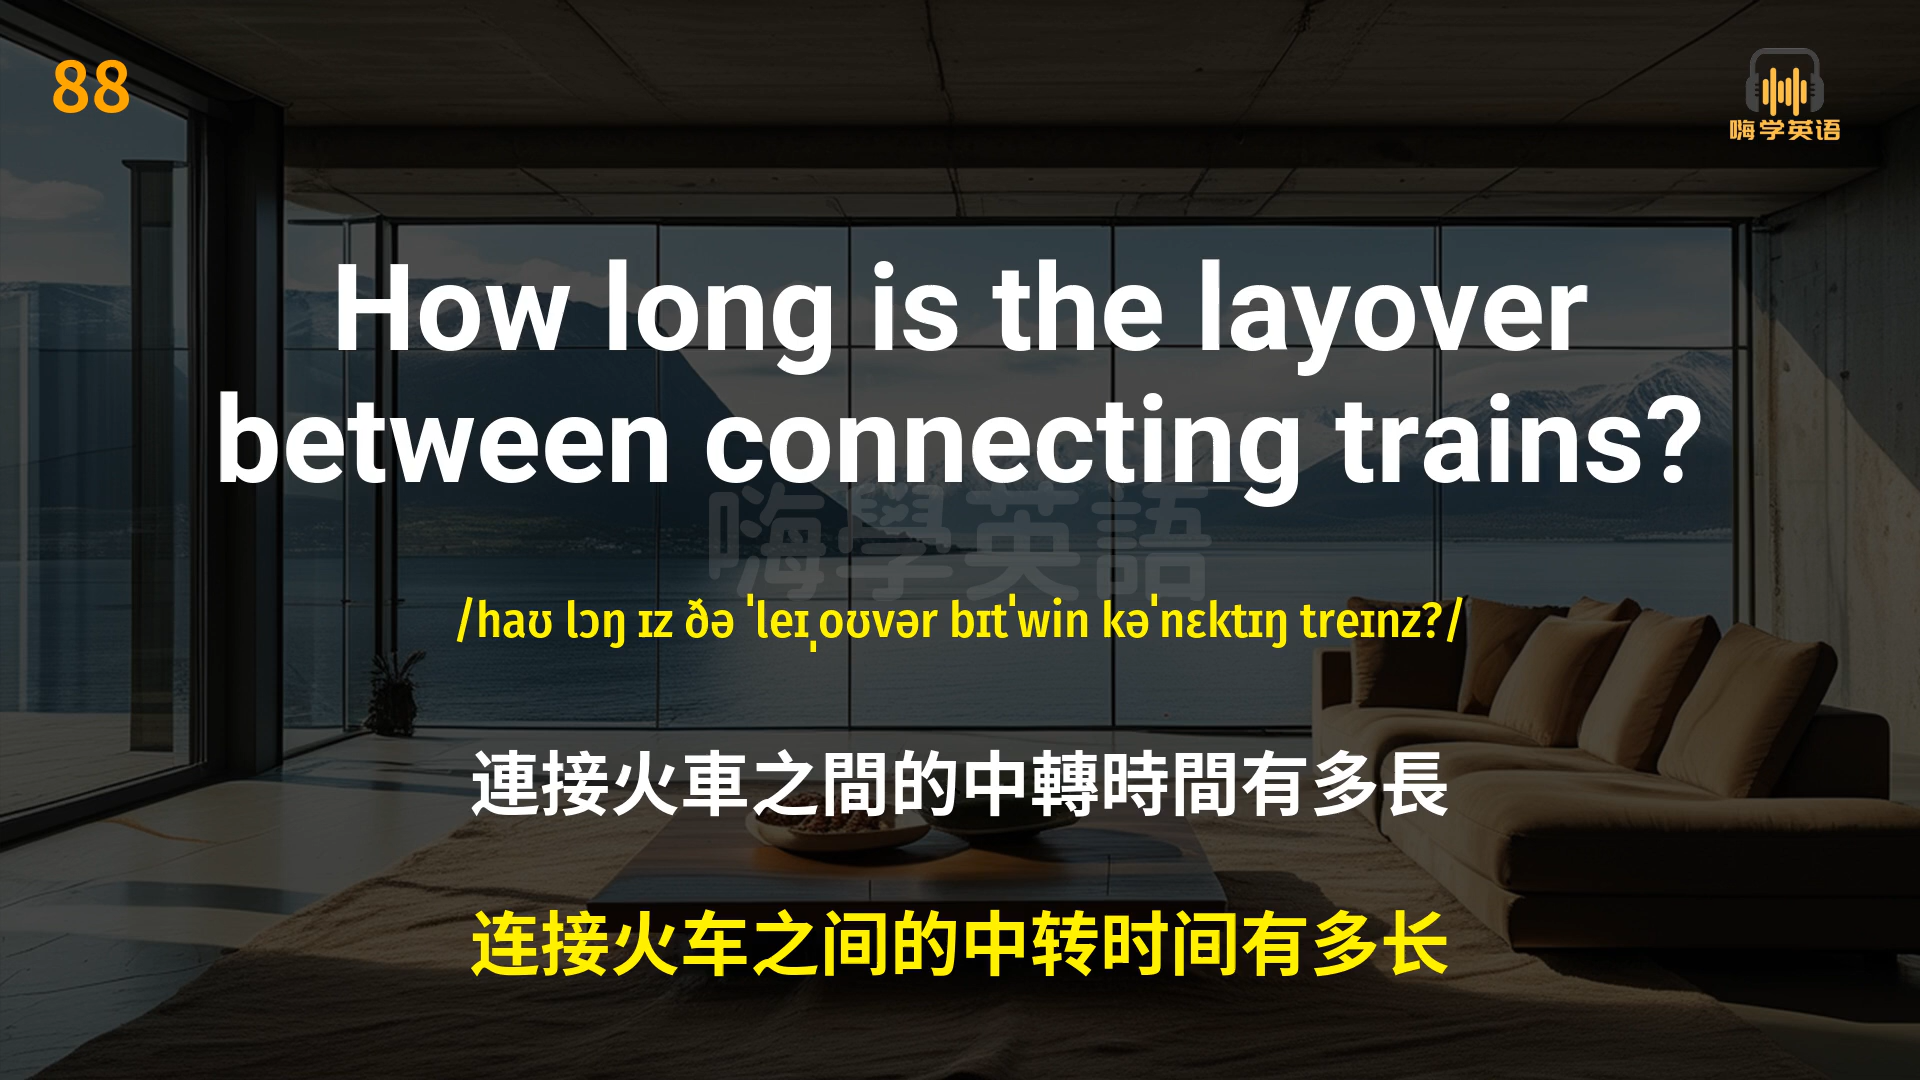 88
嗨学英语
How long is the layover
between connecting trains?
嗨學英語
/haʊ lɔŋ ɪz ðə ˈleɪˌoʊvər bɪtˈwin kəˈnɛktɪŋ treɪnz?/
連接火車之間的中轉時間有多長
连接火车之间的中转时间有多长